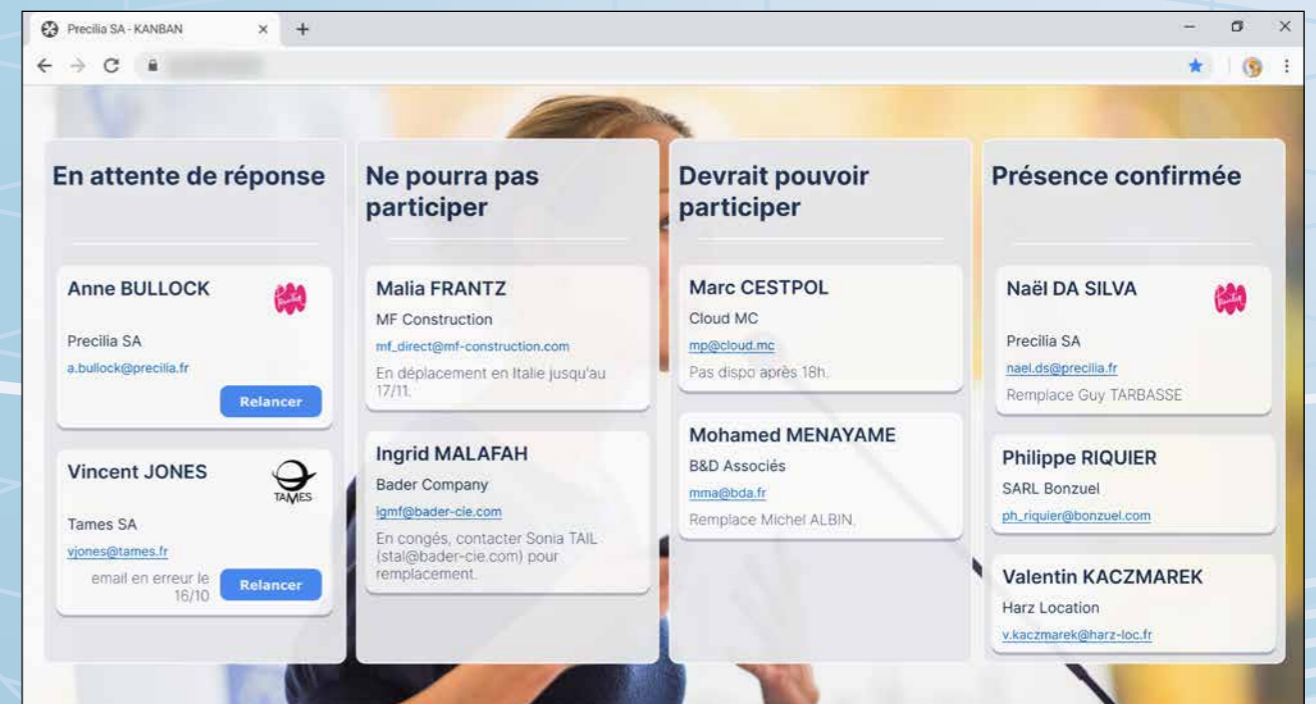 Precilia SA - KANBAN
En attente de réponse
Anne BULLOCK
Precilia SA
a.bullock@precilia.fr
Relancer
Vincent JONES
TAMES
Tames SA
vjones@tames.fr
email en erreur le
16/10
Relancer
Ne pourra pas
participer
Malia FRANTZ
MF Construction
mf_direct@mf-construction.com
En déplacement en Italie jusqu'au
17/11.
Ingrid MALAFAH
Bader Company
igmf@bader-cie.com
En congés, contacter Sonia TAIL
(stal@bader-cie.com) pour
remplacement.
Devrait pouvoir
participer
Marc CESTPOL
Cloud MC
mp@cloud.mc
Pas dispo après 18h.
Mohamed MENAYAME
B&D Associés
mma@bda.fr
Remplace Michel ALBIN.
Présence confirmée
Naël DA SILVA
Precilia SA
nael.ds@precilia.fr
Remplace Guy TARBASSE
Philippe RIQUIER
SARL Bonzuel
ph_riquier@bonzuel.com
Valentin KACZMAREK
Harz Location
v.kaczmarek@harz-loc.fr